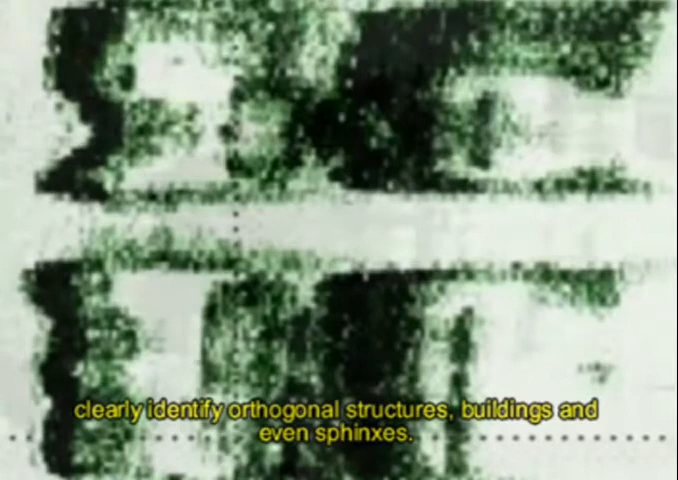 clearly identify orthogonal structures, buildings and
even sphinxes.